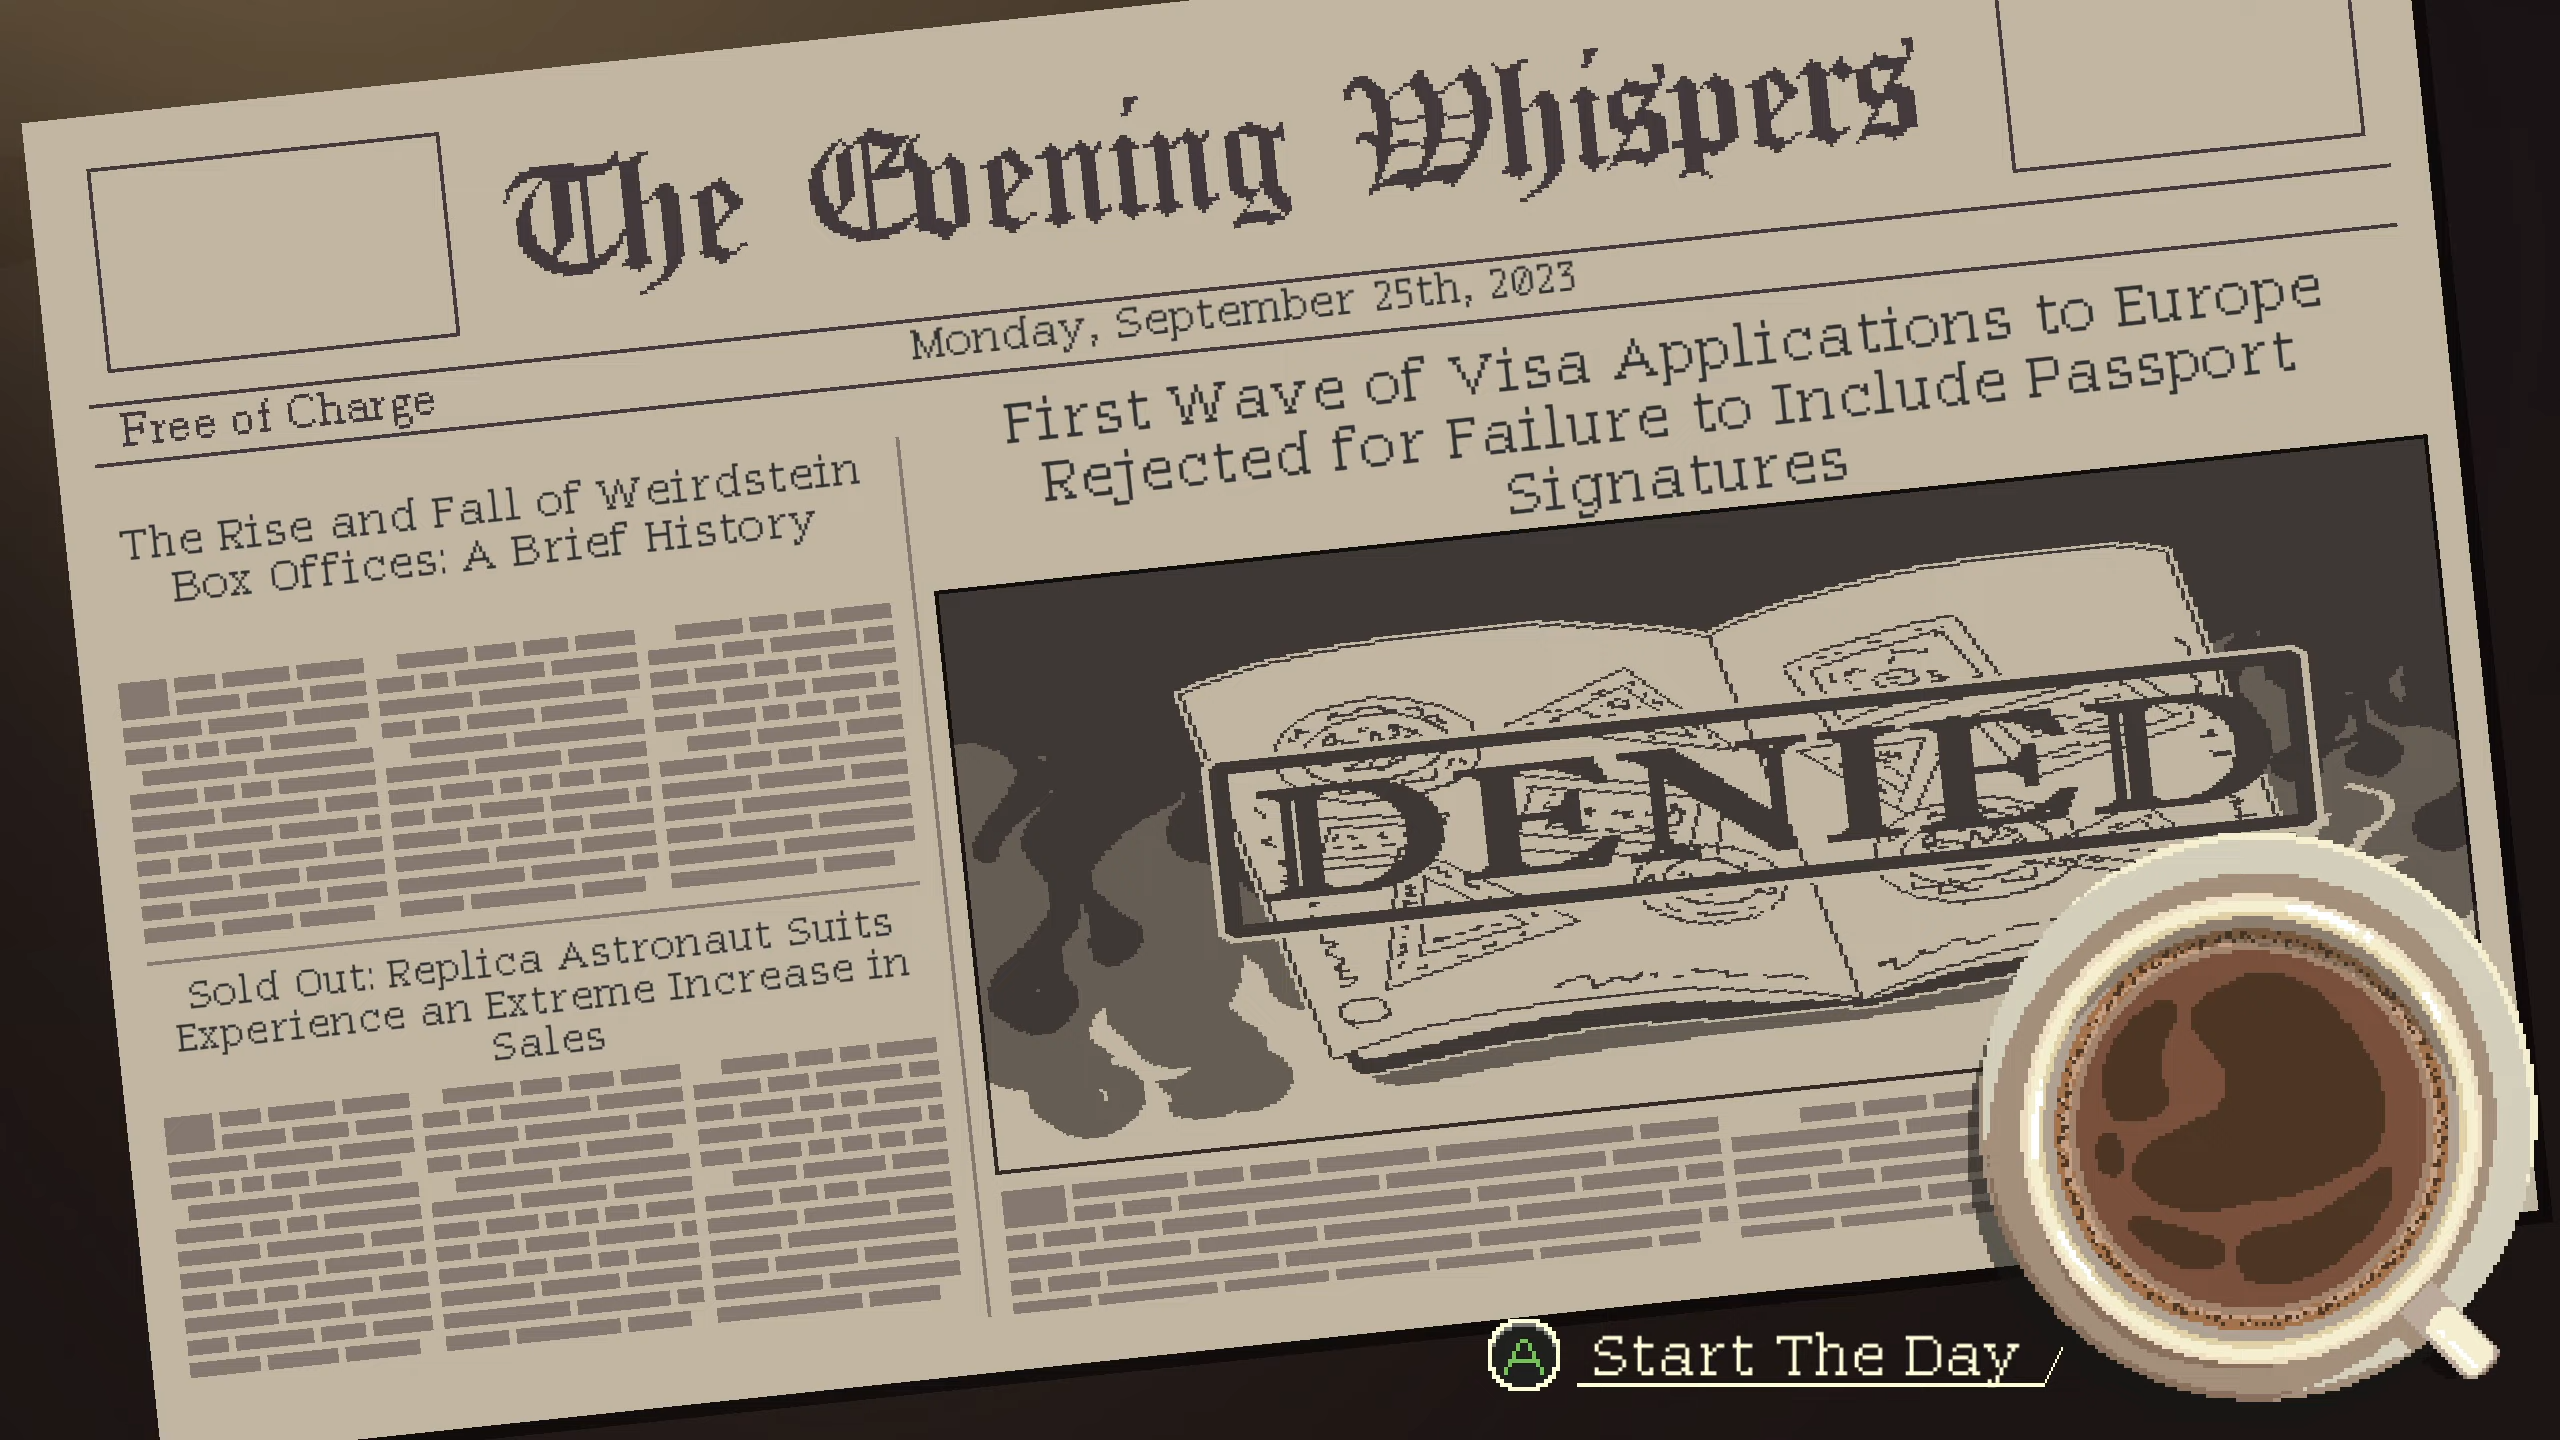 The Evening Whispers
Monday, September 25th, 2023
Free of Charge
The Rise and Fall of Weirdstein
Box Offices: A Brief History
Sold Out: Replica Astronaut Suits
Experience an Extreme Increase in
Sales
First Wave of Visa Applications to Europe
Rejected for Failure to Include Passport
Signatures
DENIED
A Start The Day